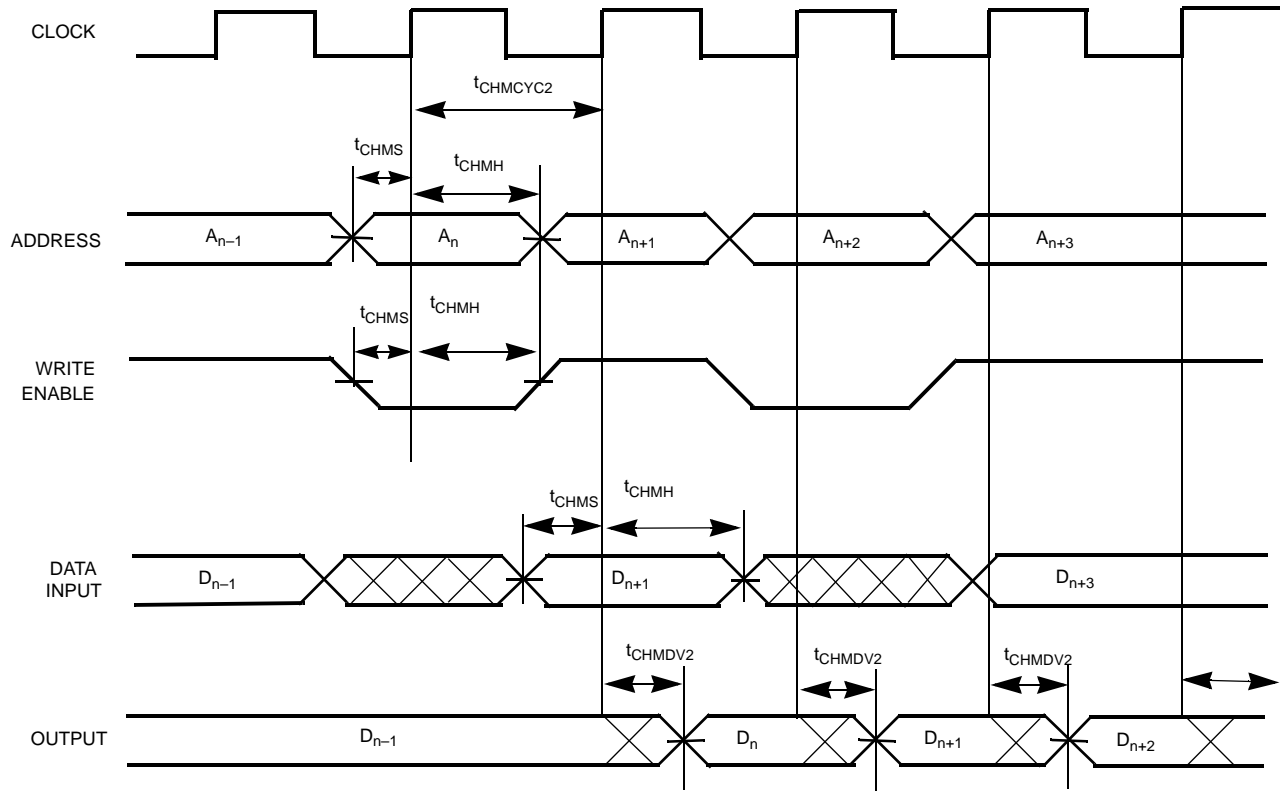 CLOCK
tCHMCYC2
tCHMS
tCHMH
ADDRESS
An–1
An
An+1
An+2
An+3
tCHMS
tCHMH
WRITE
ENABLE
tCHMS
tCHMH
DATA
INPUT
Dn–1
Dn+1
Dn+3
tCHMDV2
tCHMDV2
tCHMDV2
OUTPUT
Dn–1
Dn
Dn+1
Dn+2